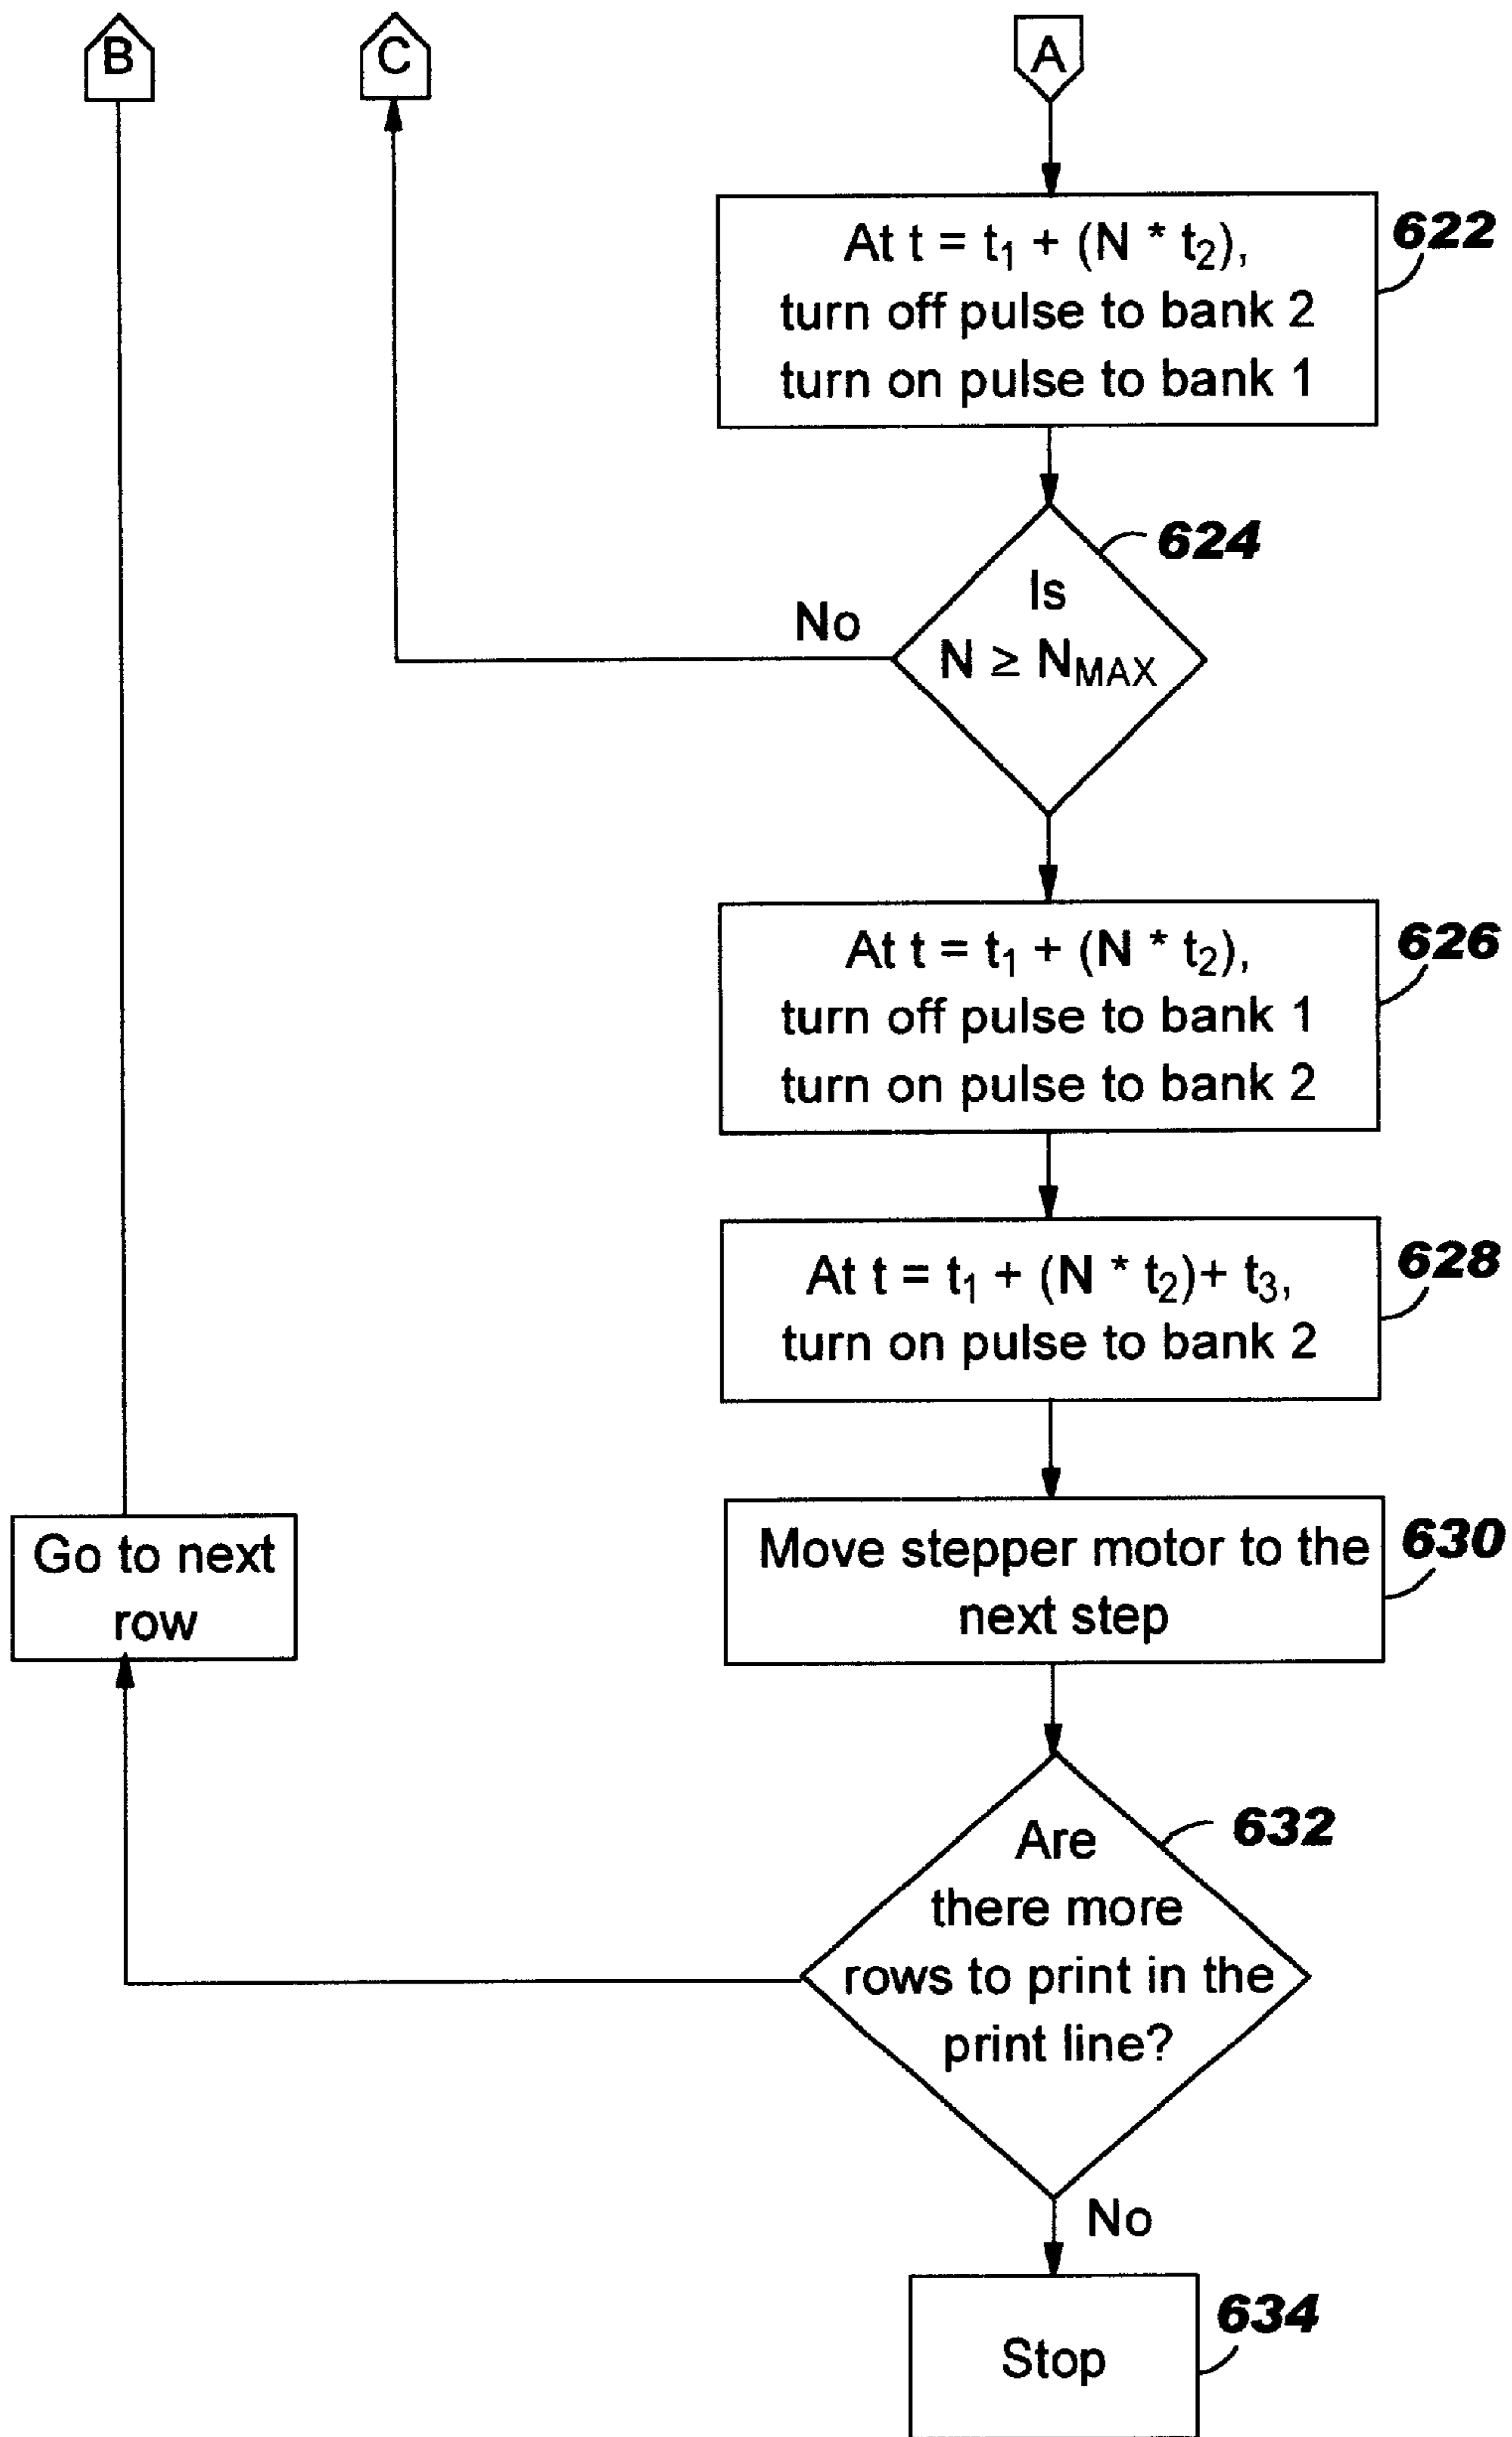 B
C
A
At t = t₁ + (N * t₂),
turn off pulse to bank 2
turn on pulse to bank 1
622
624
Is
N ≥ N_MAX
No
At t = t₁ + (N * t₂),
turn off pulse to bank 1
turn on pulse to bank 2
626
At t = t₁ + (N * t₂)+ t₃,
turn on pulse to bank 2
628
Move stepper motor to the
next step
630
Go to next
row
632
Are
there more
rows to print in the
print line?
No
Stop
634